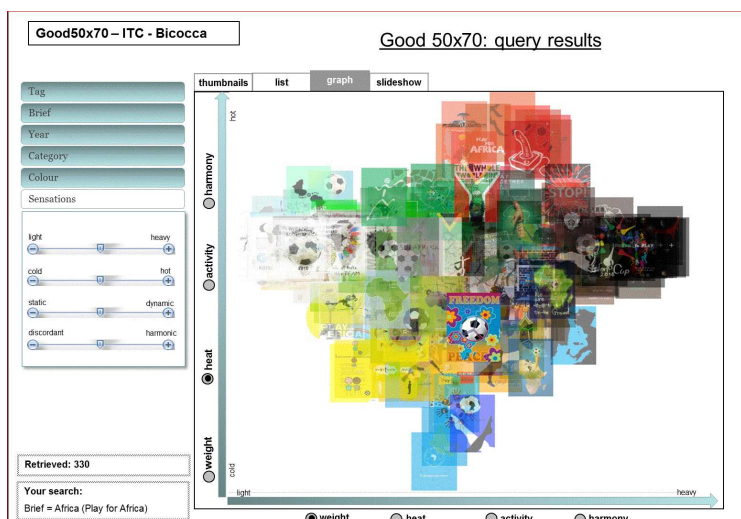 Good50x70 – ITC - Bicocca
Good 50x70: query results
thumbnails list graph slideshow
Tag
Brief
Year
Category
Colour
Sensations
light heavy
cold hot
static dynamic
discordant harmonic
Retrieved: 330
Your search:
Brief = Africa (Play for Africa)
hot
harmony
activity
heat
weight
cold
light heavy
weight heat activity harmony
PLAY
FOR
AFRICA
THE WHOLE
STOP!
FREEDOM
PEACE